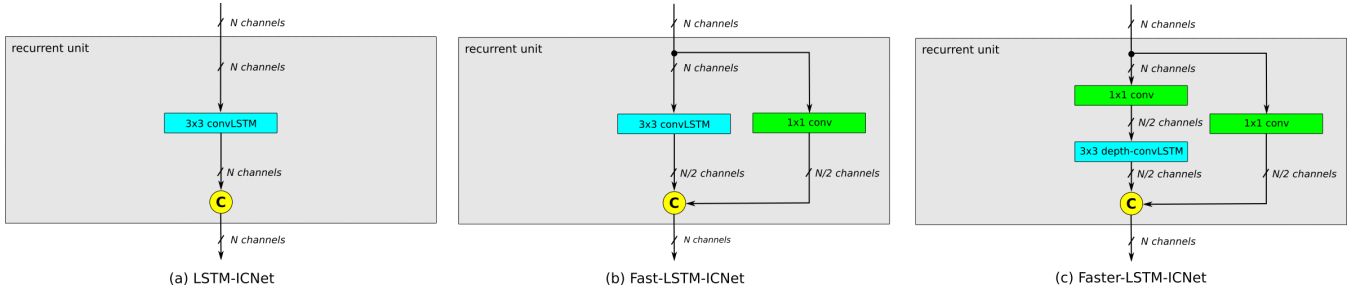 N channels
recurrent unit
N channels
3x3 convLSTM
N channels
C
N channels
(a) LSTM-ICNet
N channels
recurrent unit
N channels
3x3 convLSTM
1x1 conv
N/2 channels
N/2 channels
C
N channels
(b) Fast-LSTM-ICNet
N channels
recurrent unit
N channels
1x1 conv
N/2 channels
1x1 conv
3x3 depth-convLSTM
N/2 channels
N/2 channels
C
N channels
(c) Faster-LSTM-ICNet